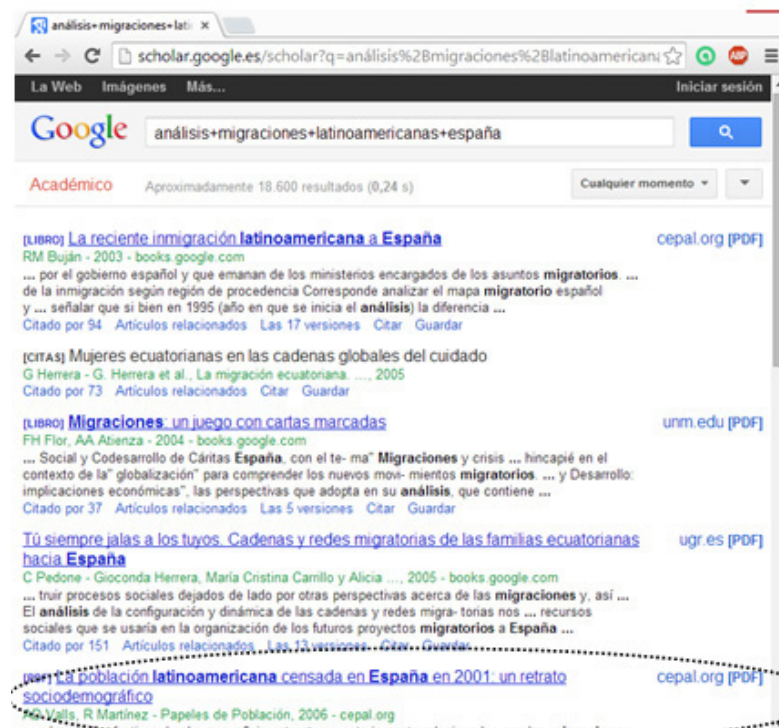 análisis+migraciones+lati
scholar.google.es/scholar?q=análisis%2Bmigraciones%2Blatinoamericana
ABP
La Web Imágenes Más... Iniciar sesión
Google análisis+migraciones+latinoamericanas+españa
Académico Aproximadamente 18.600 resultados (0,24 s) Cualquier momento
[LIBRO] La reciente inmigración latinoamericana a España cepal.org [PDF]
RM Buján - 2003 - books.google.com
... por el gobierno español y que emanan de los ministerios encargados de los asuntos migratorios. ...
de la inmigración según región de procedencia Corresponde analizar el mapa migratorio español
y ... señalar que si bien en 1995 (año en que se inicia el análisis) la diferencia ...
Citado por 94 Artículos relacionados Las 17 versiones Citar Guardar
[CITAS] Mujeres ecuatorianas en las cadenas globales del cuidado
G Herrera - G. Herrera et al., La migración ecuatoriana. ..., 2005
Citado por 73 Artículos relacionados Citar Guardar
[LIBRO] Migraciones: un juego con cartas marcadas unm.edu [PDF]
FH Flor, AA Atienza - 2004 - books.google.com
... Social y Codesarrollo de Cáritas España, con el te- ma" Migraciones y crisis ... hincapié en el
contexto de la" globalización" para comprender los nuevos movi- mientos migratorios. ... y Desarrollo:
implicaciones económicas", las perspectivas que adopta en su análisis, que contiene ...
Citado por 37 Artículos relacionados Las 5 versiones Citar Guardar
Tú siempre jalas a los tuyos. Cadenas y redes migratorias de las familias ecuatorianas ugr.es [PDF]
hacia España
C Pedone - Gioconda Herrera, María Cristina Carrillo y Alicia ..., 2005 - books.google.com
... truir procesos sociales dejados de lado por otras perspectivas acerca de las migraciones y, así ...
El análisis de la configuración y dinámica de las cadenas y redes migra- torias nos ... recursos
sociales que se usaría en la organización de los futuros proyectos migratorios a España ...
Citado por 151 Artículos relacionados Las 13 versiones Citar Guardar
La población latinoamericana censada en España en 2001: un retrato cepal.org [PDF]
sociodemográfico
Valls, R Martínez - Papeles de Población, 2006 - cepal.org